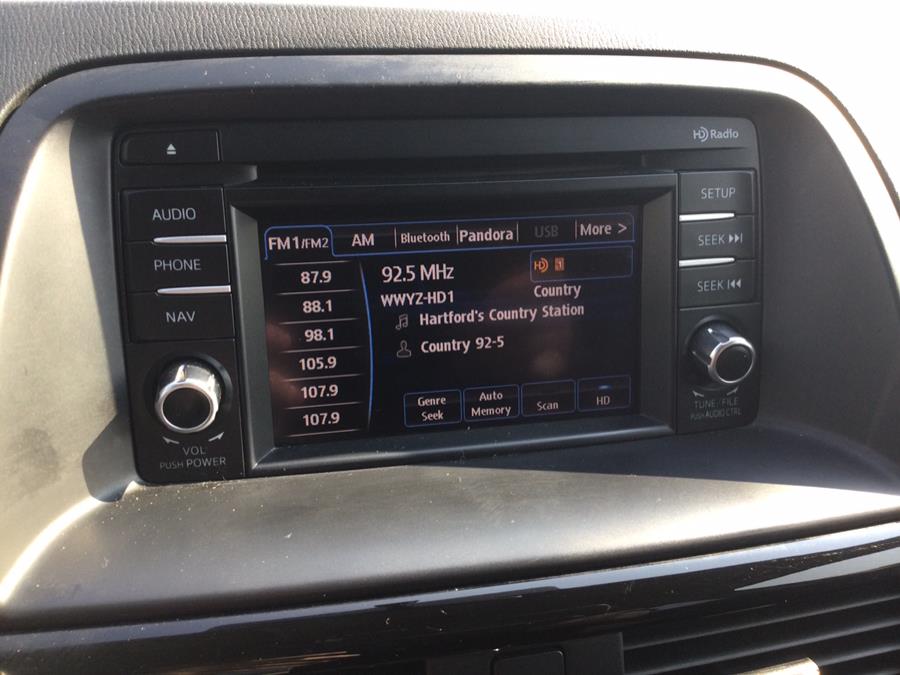 HD Radio
AUDIO
PHONE
NAV
VOL
PUSH POWER
FM1/FM2
AM
Bluetooth
Pandora
USB
More >
87.9
88.1
98.1
105.9
107.9
107.9
92.5 MHz
HD 1
WWYZ-HD1
Country
Hartford's Country Station
Country 92-5
Genre
Seek
Auto
Memory
Scan
HD
SETUP
SEEK
SEEK
TUNE/FILE
PUSH AUDIO CTRL